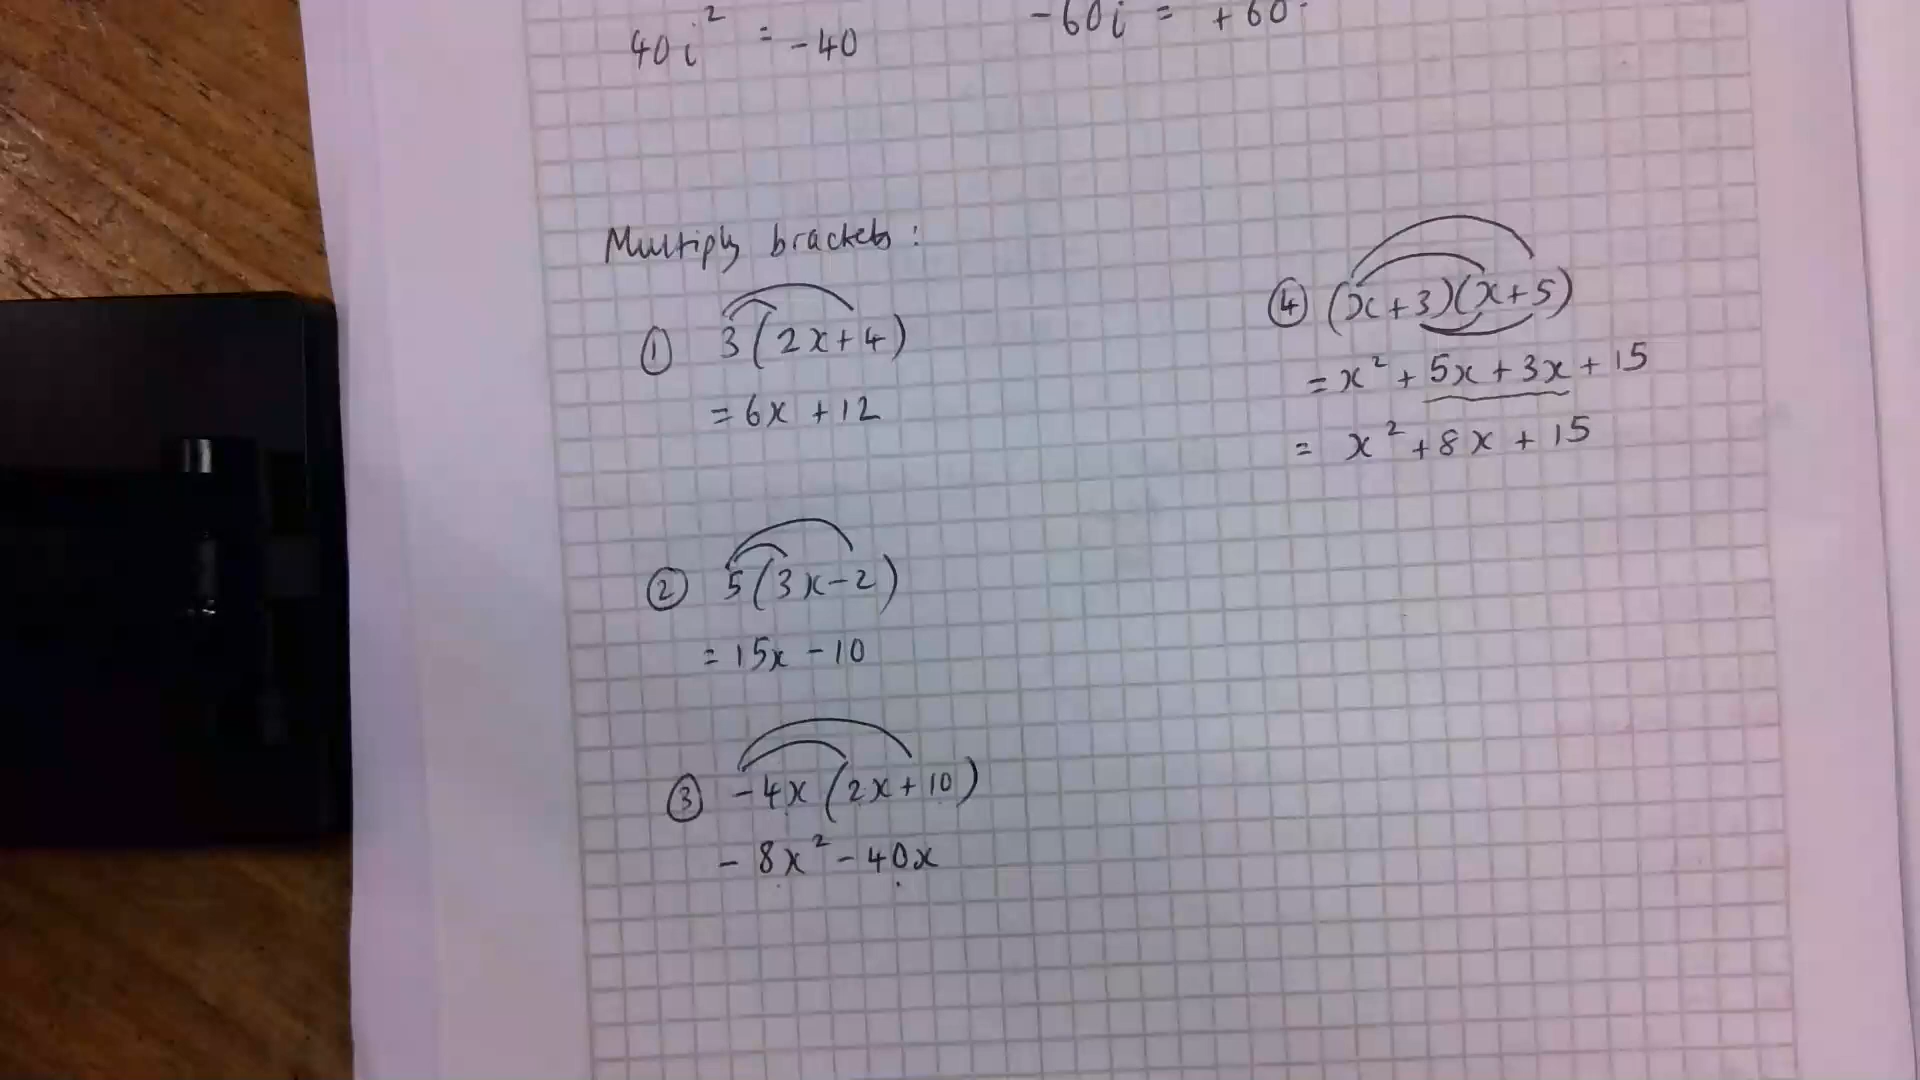 40i² = -40
-60i = +60
Multiply brackets:
① 3(2x+4)
= 6x + 12
② 5(3x-2)
= 15x - 10
③ -4x(2x+10)
- 8x² - 40x
④ (x+3)(x+5)
= x² + 5x + 3x + 15
= x² + 8x + 15